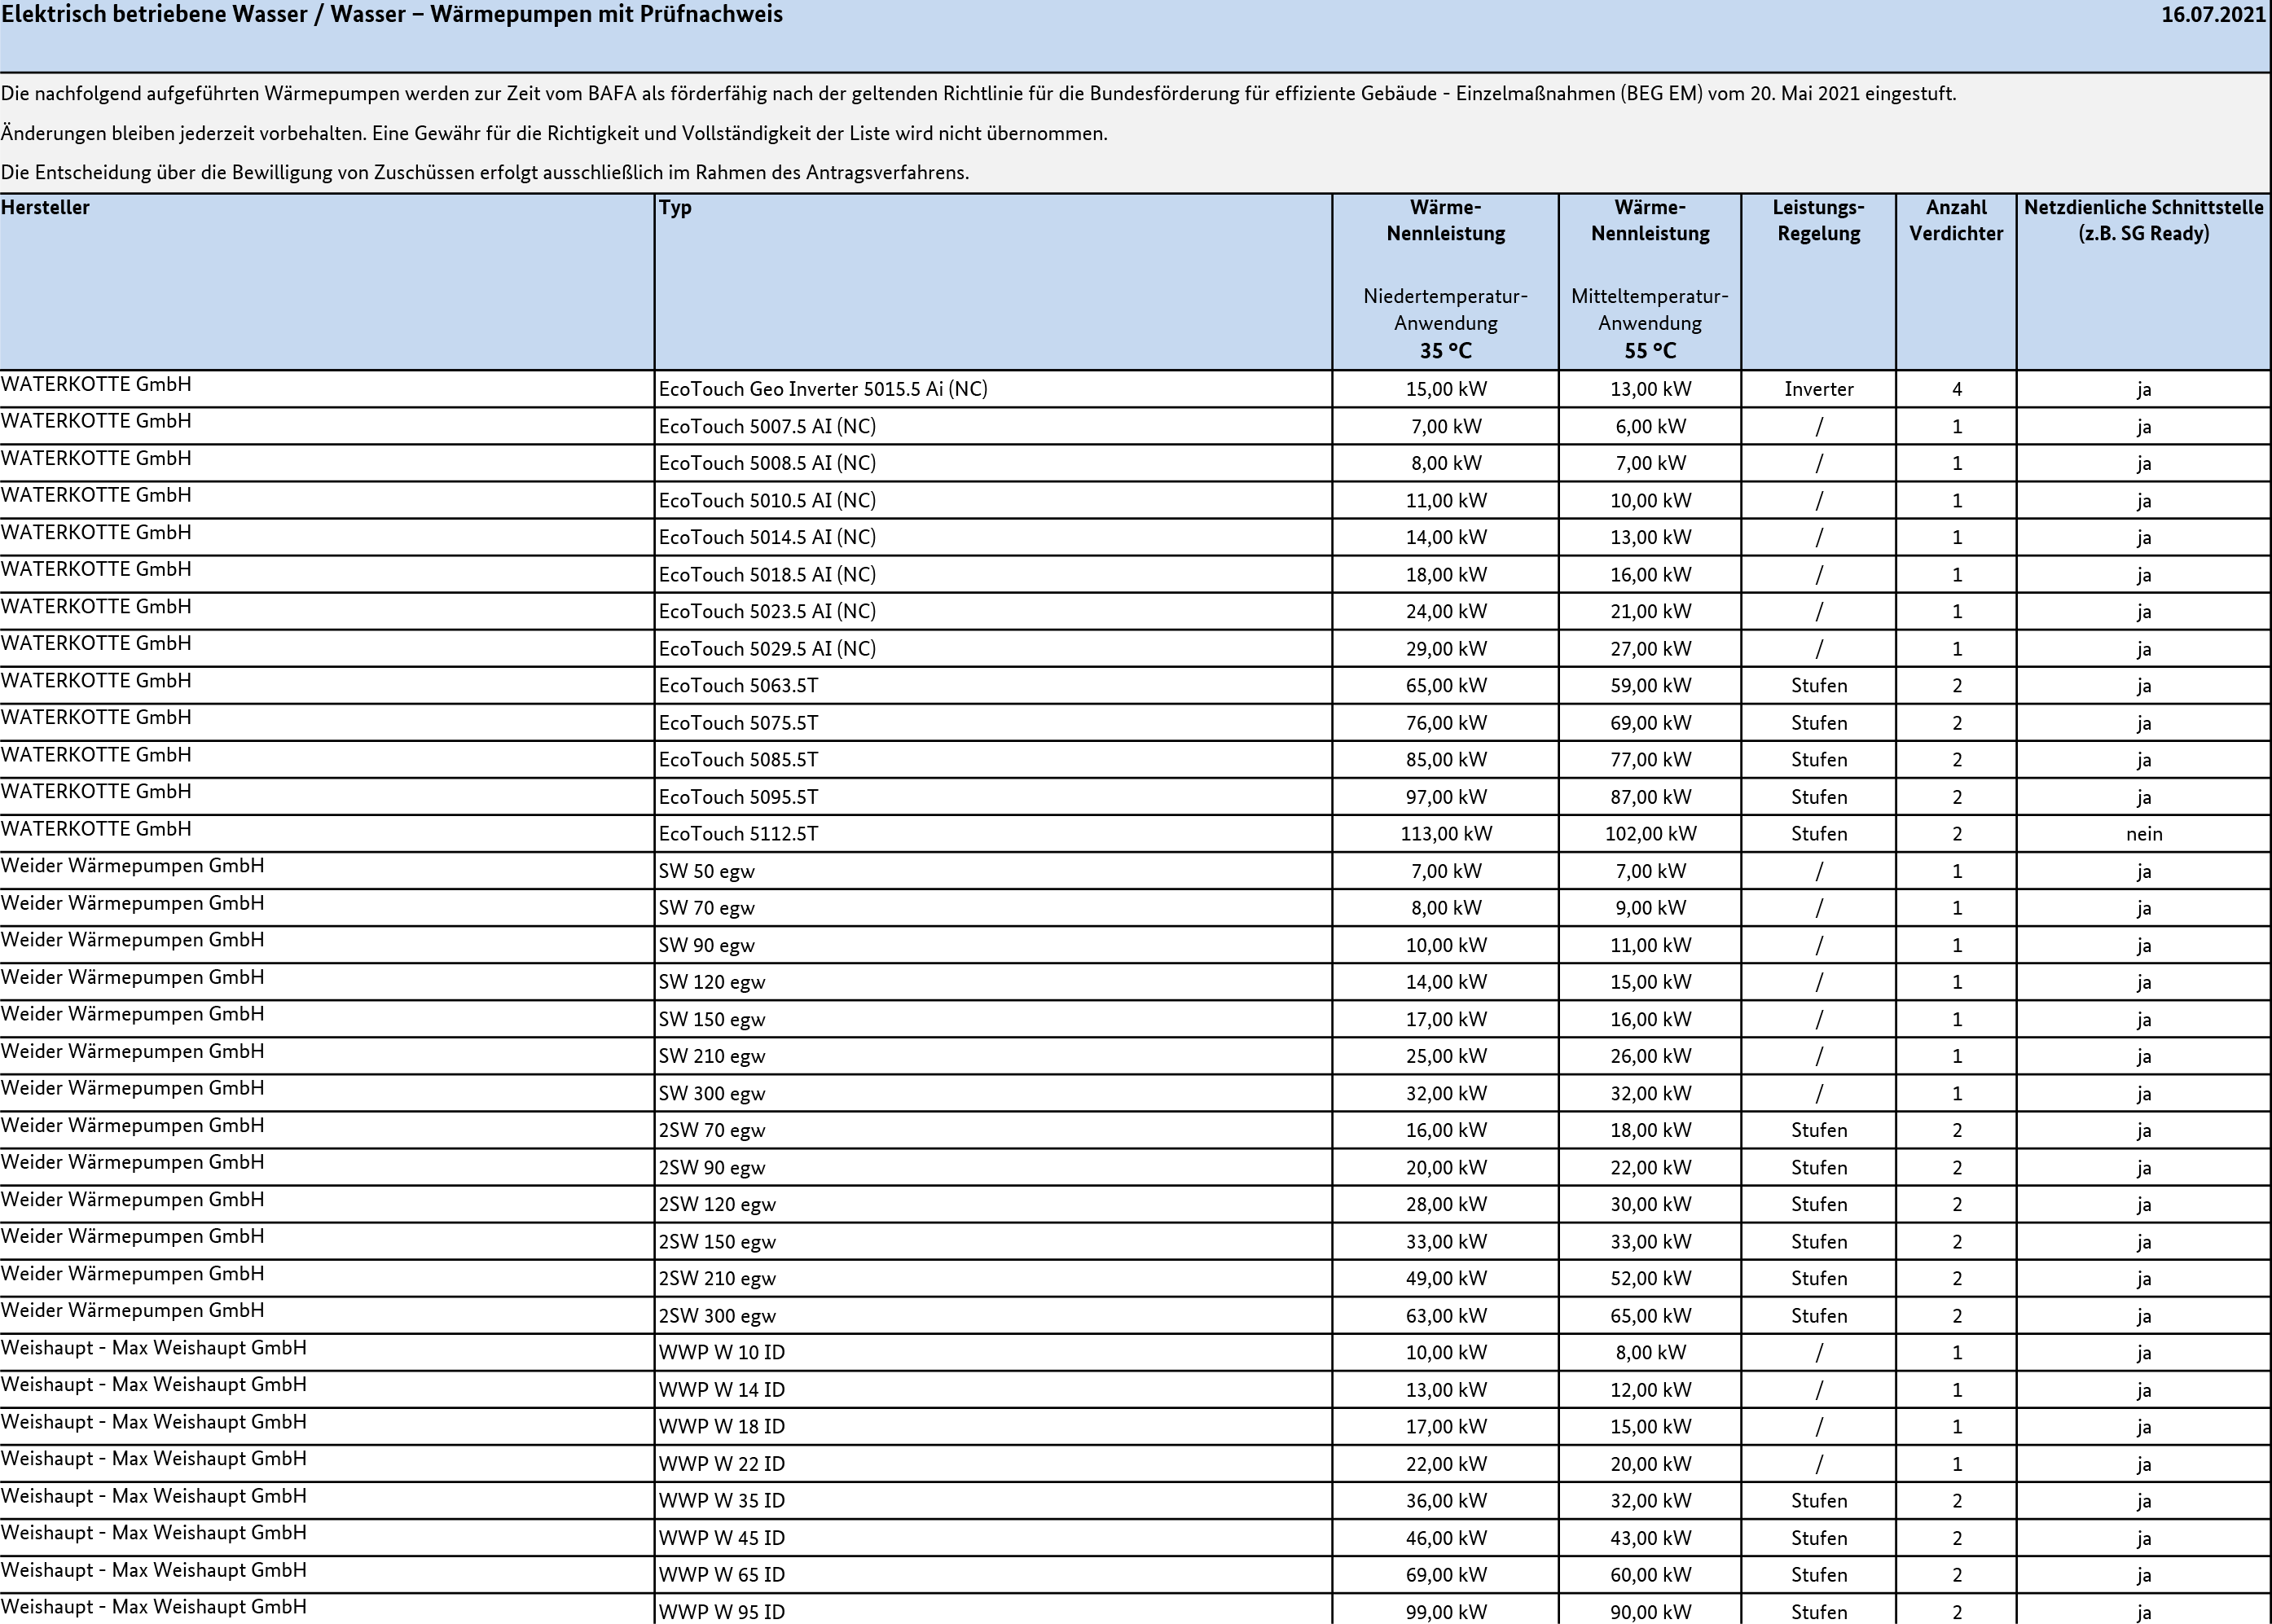 Elektrisch betriebene Wasser / Wasser – Wärmepumpen mit Prüfnachweis 16.07.2021
Die nachfolgend aufgeführten Wärmepumpen werden zur Zeit vom BAFA als förderfähig nach der geltenden Richtlinie für die Bundesförderung für effiziente Gebäude - Einzelmaßnahmen (BEG EM) vom 20. Mai 2021 eingestuft.
Änderungen bleiben jederzeit vorbehalten. Eine Gewähr für die Richtigkeit und Vollständigkeit der Liste wird nicht übernommen.
Die Entscheidung über die Bewilligung von Zuschüssen erfolgt ausschließlich im Rahmen des Antragsverfahrens.
Hersteller Typ Wärme- Wärme- Leistungs- Anzahl Netzdienliche Schnittstelle
Nennleistung Nennleistung Regelung Verdichter (z.B. SG Ready)
Niedertemperatur- Mitteltemperatur-
Anwendung Anwendung
35 °C 55 °C
WATERKOTTE GmbH EcoTouch Geo Inverter 5015.5 Ai (NC) 15,00 kW 13,00 kW Inverter 4 ja
WATERKOTTE GmbH EcoTouch 5007.5 AI (NC) 7,00 kW 6,00 kW / 1 ja
WATERKOTTE GmbH EcoTouch 5008.5 AI (NC) 8,00 kW 7,00 kW / 1 ja
WATERKOTTE GmbH EcoTouch 5010.5 AI (NC) 11,00 kW 10,00 kW / 1 ja
WATERKOTTE GmbH EcoTouch 5014.5 AI (NC) 14,00 kW 13,00 kW / 1 ja
WATERKOTTE GmbH EcoTouch 5018.5 AI (NC) 18,00 kW 16,00 kW / 1 ja
WATERKOTTE GmbH EcoTouch 5023.5 AI (NC) 24,00 kW 21,00 kW / 1 ja
WATERKOTTE GmbH EcoTouch 5029.5 AI (NC) 29,00 kW 27,00 kW / 1 ja
WATERKOTTE GmbH EcoTouch 5063.5T 65,00 kW 59,00 kW Stufen 2 ja
WATERKOTTE GmbH EcoTouch 5075.5T 76,00 kW 69,00 kW Stufen 2 ja
WATERKOTTE GmbH EcoTouch 5085.5T 85,00 kW 77,00 kW Stufen 2 ja
WATERKOTTE GmbH EcoTouch 5095.5T 97,00 kW 87,00 kW Stufen 2 ja
WATERKOTTE GmbH EcoTouch 5112.5T 113,00 kW 102,00 kW Stufen 2 nein
Weider Wärmepumpen GmbH SW 50 egw 7,00 kW 7,00 kW / 1 ja
Weider Wärmepumpen GmbH SW 70 egw 8,00 kW 9,00 kW / 1 ja
Weider Wärmepumpen GmbH SW 90 egw 10,00 kW 11,00 kW / 1 ja
Weider Wärmepumpen GmbH SW 120 egw 14,00 kW 15,00 kW / 1 ja
Weider Wärmepumpen GmbH SW 150 egw 17,00 kW 16,00 kW / 1 ja
Weider Wärmepumpen GmbH SW 210 egw 25,00 kW 26,00 kW / 1 ja
Weider Wärmepumpen GmbH SW 300 egw 32,00 kW 32,00 kW / 1 ja
Weider Wärmepumpen GmbH 2SW 70 egw 16,00 kW 18,00 kW Stufen 2 ja
Weider Wärmepumpen GmbH 2SW 90 egw 20,00 kW 22,00 kW Stufen 2 ja
Weider Wärmepumpen GmbH 2SW 120 egw 28,00 kW 30,00 kW Stufen 2 ja
Weider Wärmepumpen GmbH 2SW 150 egw 33,00 kW 33,00 kW Stufen 2 ja
Weider Wärmepumpen GmbH 2SW 210 egw 49,00 kW 52,00 kW Stufen 2 ja
Weider Wärmepumpen GmbH 2SW 300 egw 63,00 kW 65,00 kW Stufen 2 ja
Weishaupt - Max Weishaupt GmbH WWP W 10 ID 10,00 kW 8,00 kW / 1 ja
Weishaupt - Max Weishaupt GmbH WWP W 14 ID 13,00 kW 12,00 kW / 1 ja
Weishaupt - Max Weishaupt GmbH WWP W 18 ID 17,00 kW 15,00 kW / 1 ja
Weishaupt - Max Weishaupt GmbH WWP W 22 ID 22,00 kW 20,00 kW / 1 ja
Weishaupt - Max Weishaupt GmbH WWP W 35 ID 36,00 kW 32,00 kW Stufen 2 ja
Weishaupt - Max Weishaupt GmbH WWP W 45 ID 46,00 kW 43,00 kW Stufen 2 ja
Weishaupt - Max Weishaupt GmbH WWP W 65 ID 69,00 kW 60,00 kW Stufen 2 ja
Weishaupt - Max Weishaupt GmbH WWP W 95 ID 99,00 kW 90,00 kW Stufen 2 ja